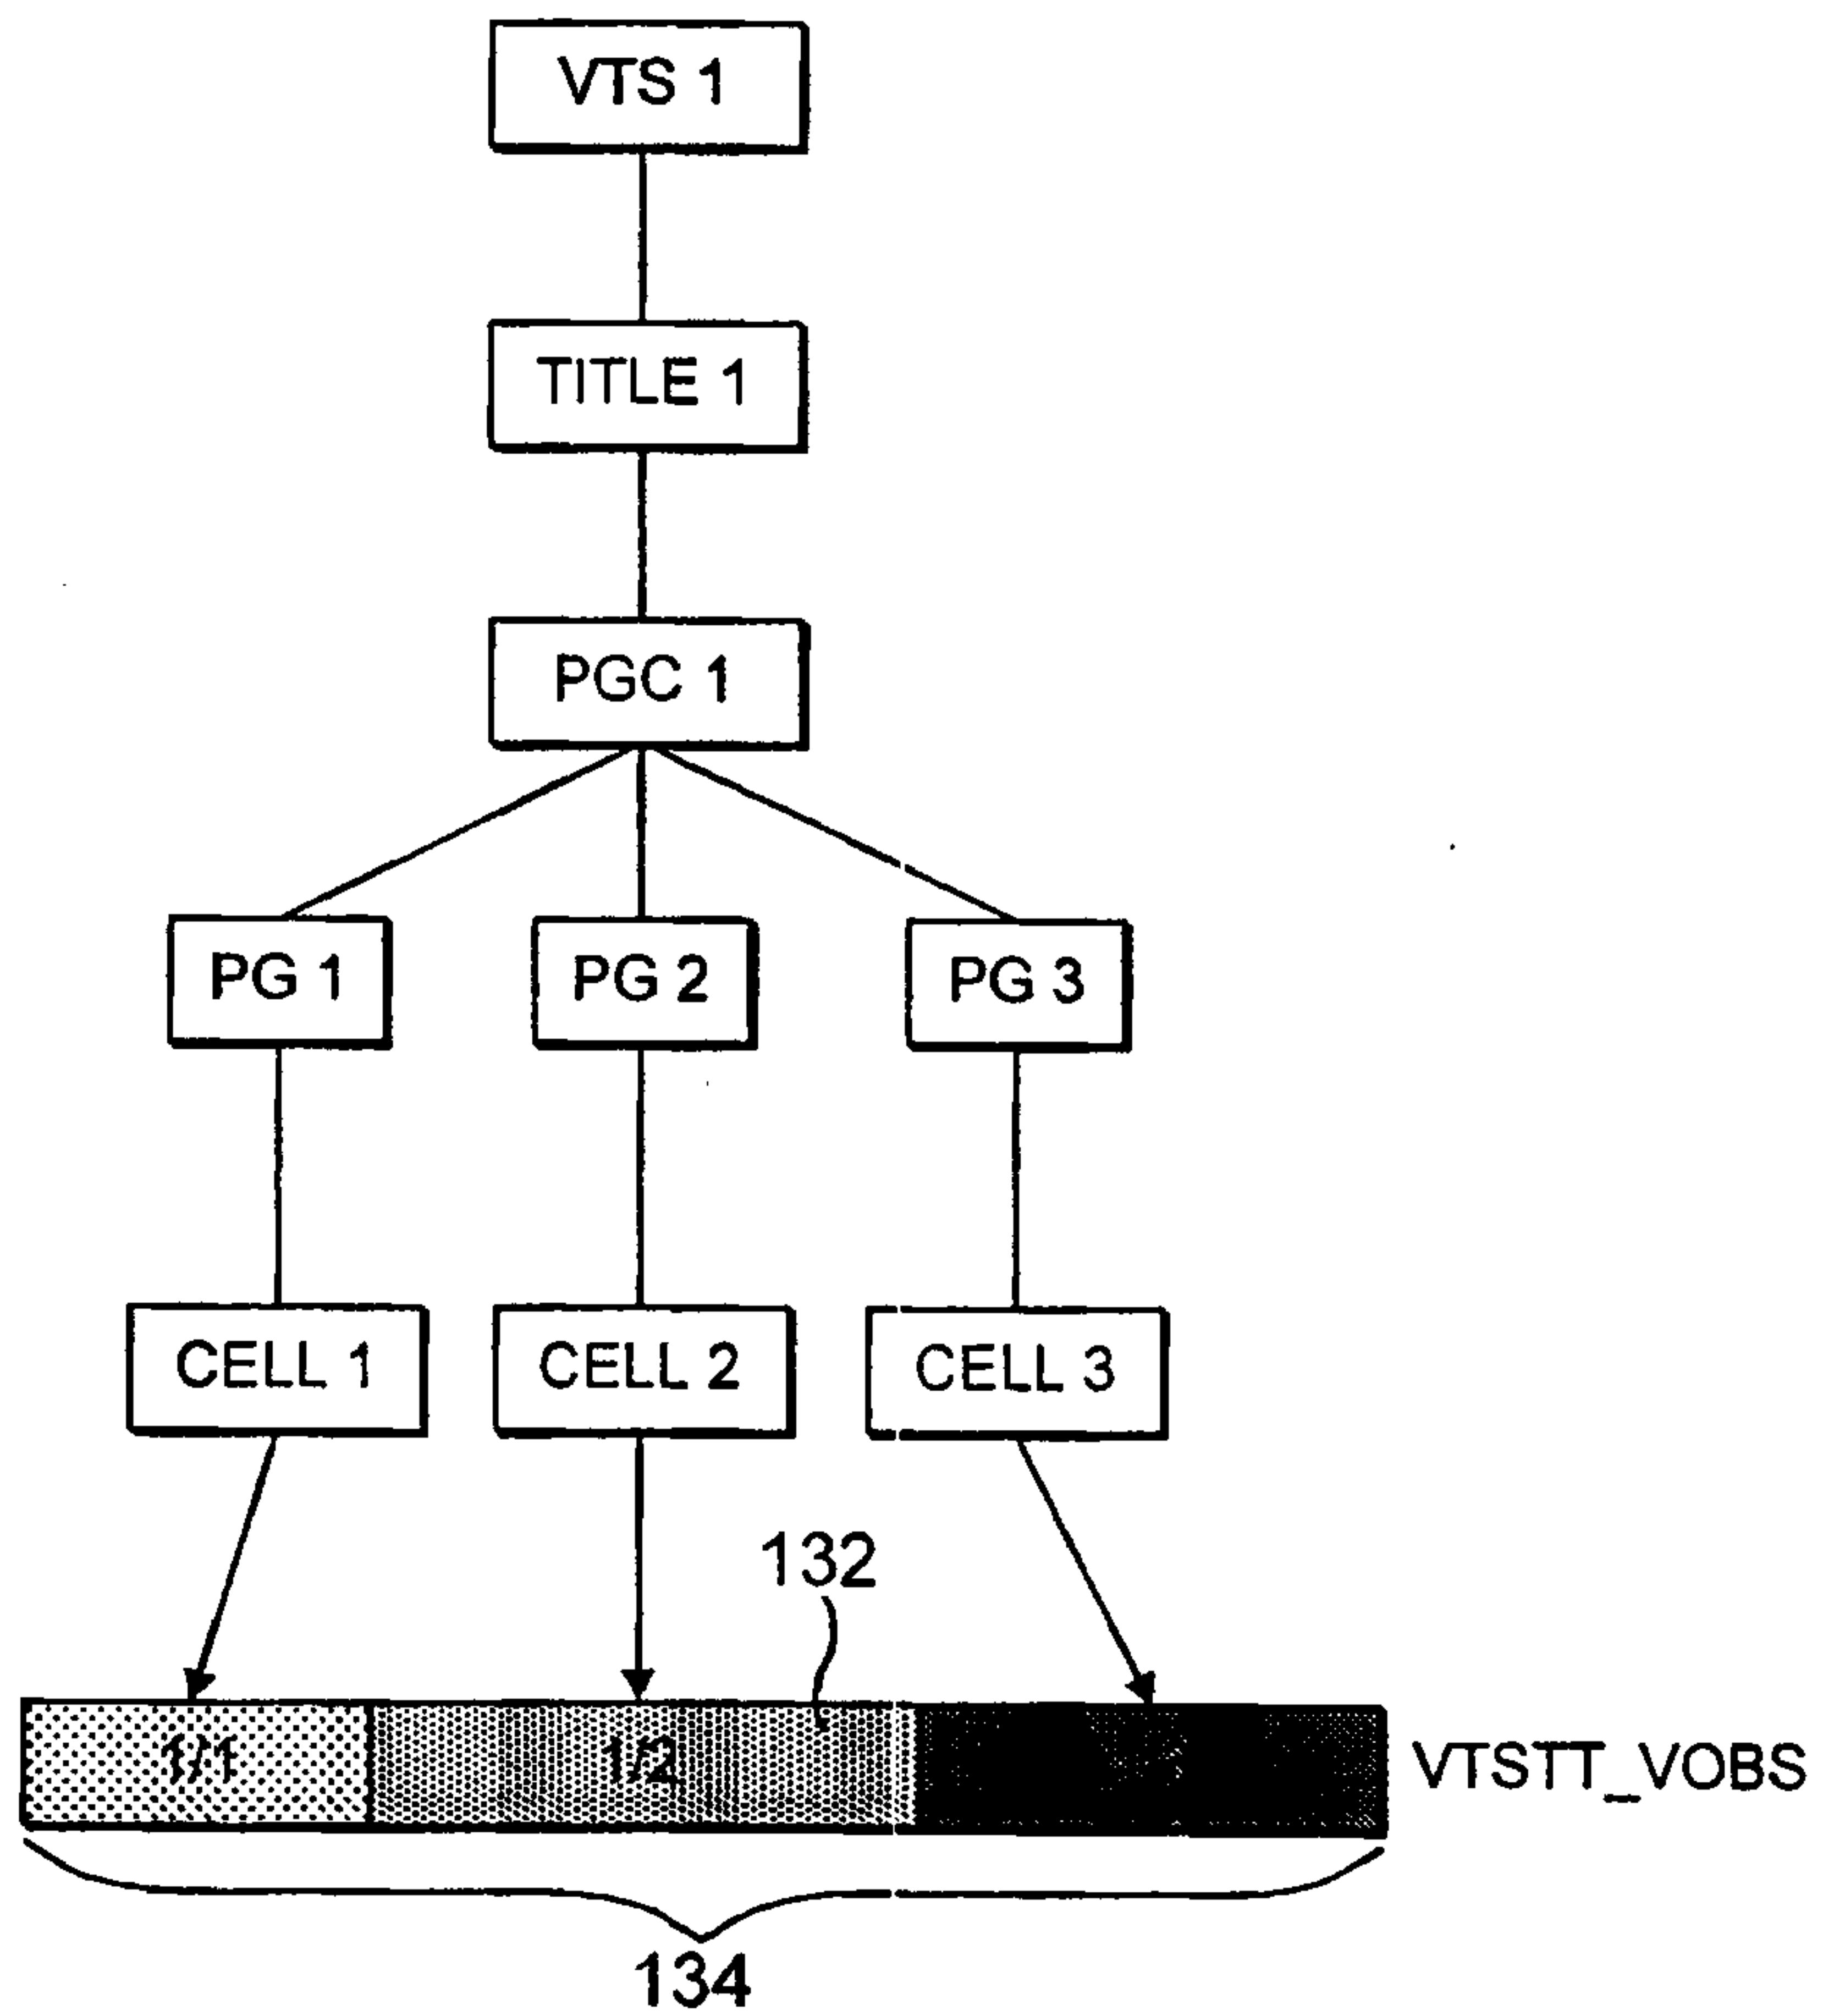 VTS 1
TITLE 1
PGC 1
PG 1
PG 2
PG 3
CELL 1
CELL 2
CELL 3
132
1/1
1/2
VTSTT_VOBS
134